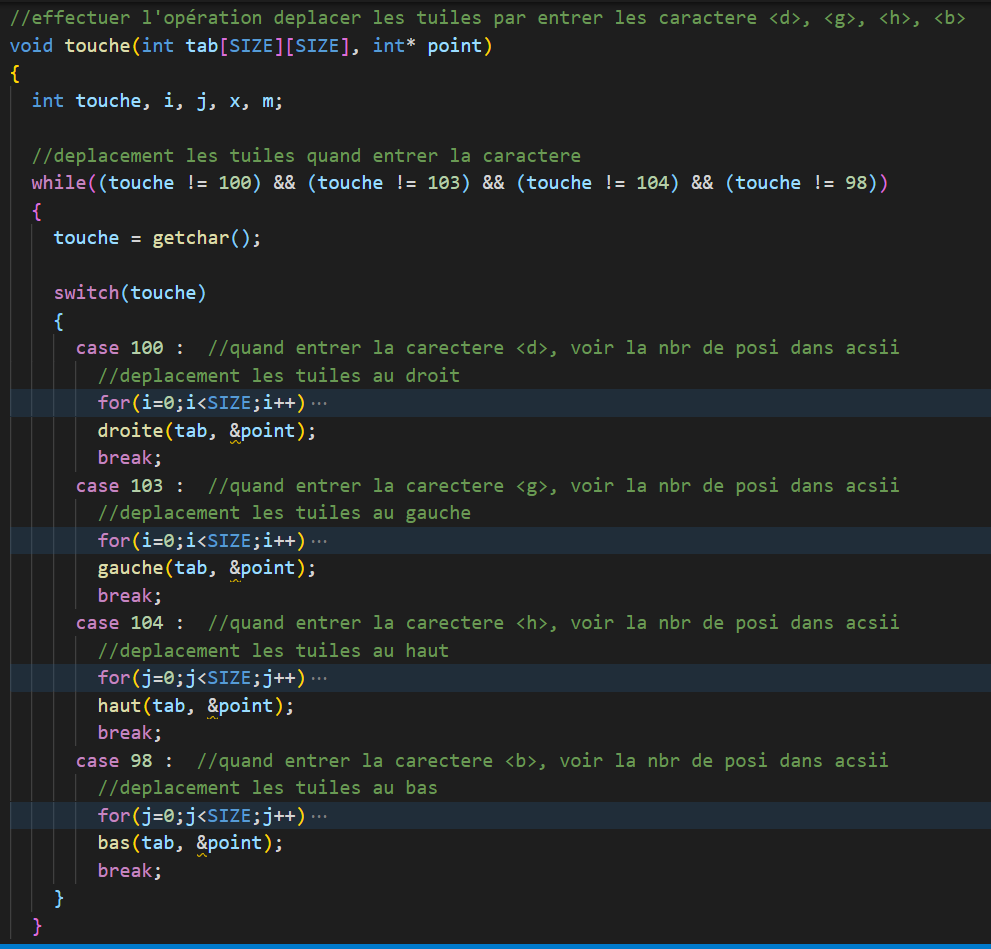 //effectuer l'opération deplacer les tuiles par entrer les caractere <d>, <g>, <h>, <b>
void touche(int tab[SIZE][SIZE], int* point)
{
  int touche, i, j, x, m;

  //deplacement les tuiles quand entrer la caractere
  while((touche != 100) && (touche != 103) && (touche != 104) && (touche != 98))
  {
    touche = getchar();

    switch(touche)
    {
      case 100 :  //quand entrer la carectere <d>, voir la nbr de posi dans acsii
        //deplacement les tuiles au droit
        for(i=0;i<SIZE;i++) ···
        droite(tab, &point);
        break;
      case 103 :  //quand entrer la carectere <g>, voir la nbr de posi dans acsii
        //deplacement les tuiles au gauche
        for(i=0;i<SIZE;i++) ···
        gauche(tab, &point);
        break;
      case 104 :  //quand entrer la carectere <h>, voir la nbr de posi dans acsii
        //deplacement les tuiles au haut
        for(j=0;j<SIZE;j++) ···
        haut(tab, &point);
        break;
      case 98 :  //quand entrer la carectere <b>, voir la nbr de posi dans acsii
        //deplacement les tuiles au bas
        for(j=0;j<SIZE;j++) ···
        bas(tab, &point);
        break;
    }
  }